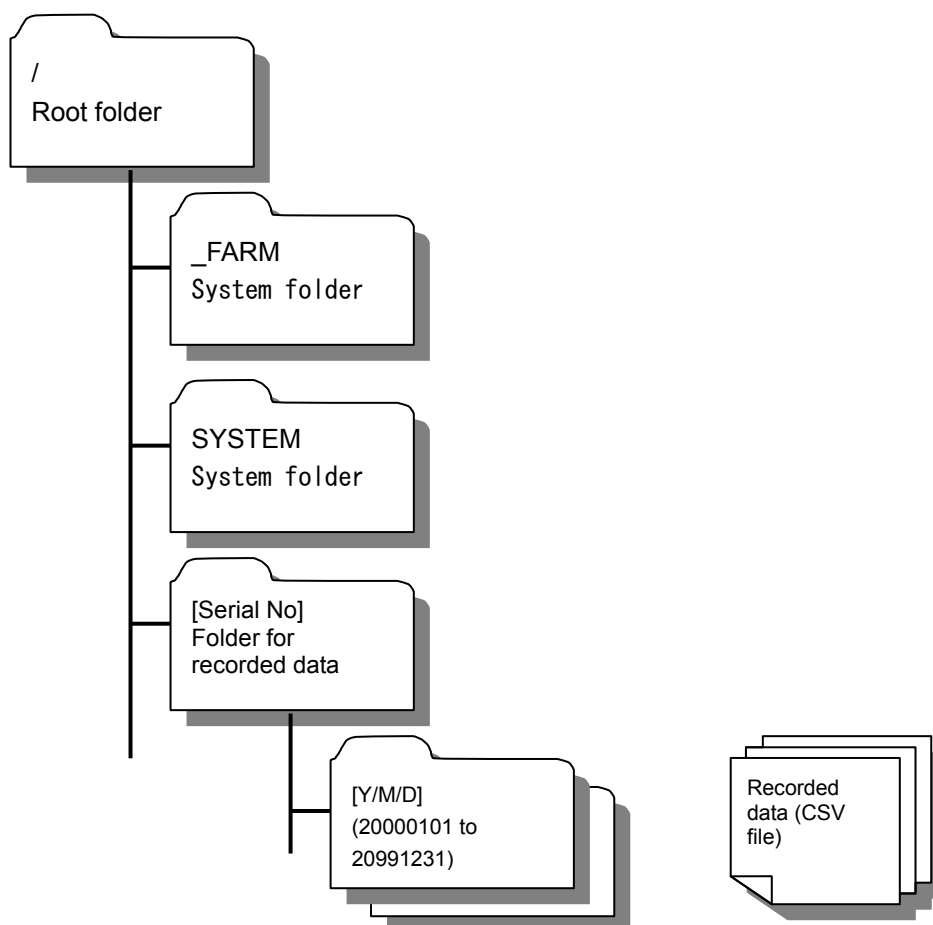 /
Root folder
_FARM
System folder
SYSTEM
System folder
[Serial No]
Folder for
recorded data
[Y/M/D]
(20000101 to
20991231)
Recorded
data (CSV
file)